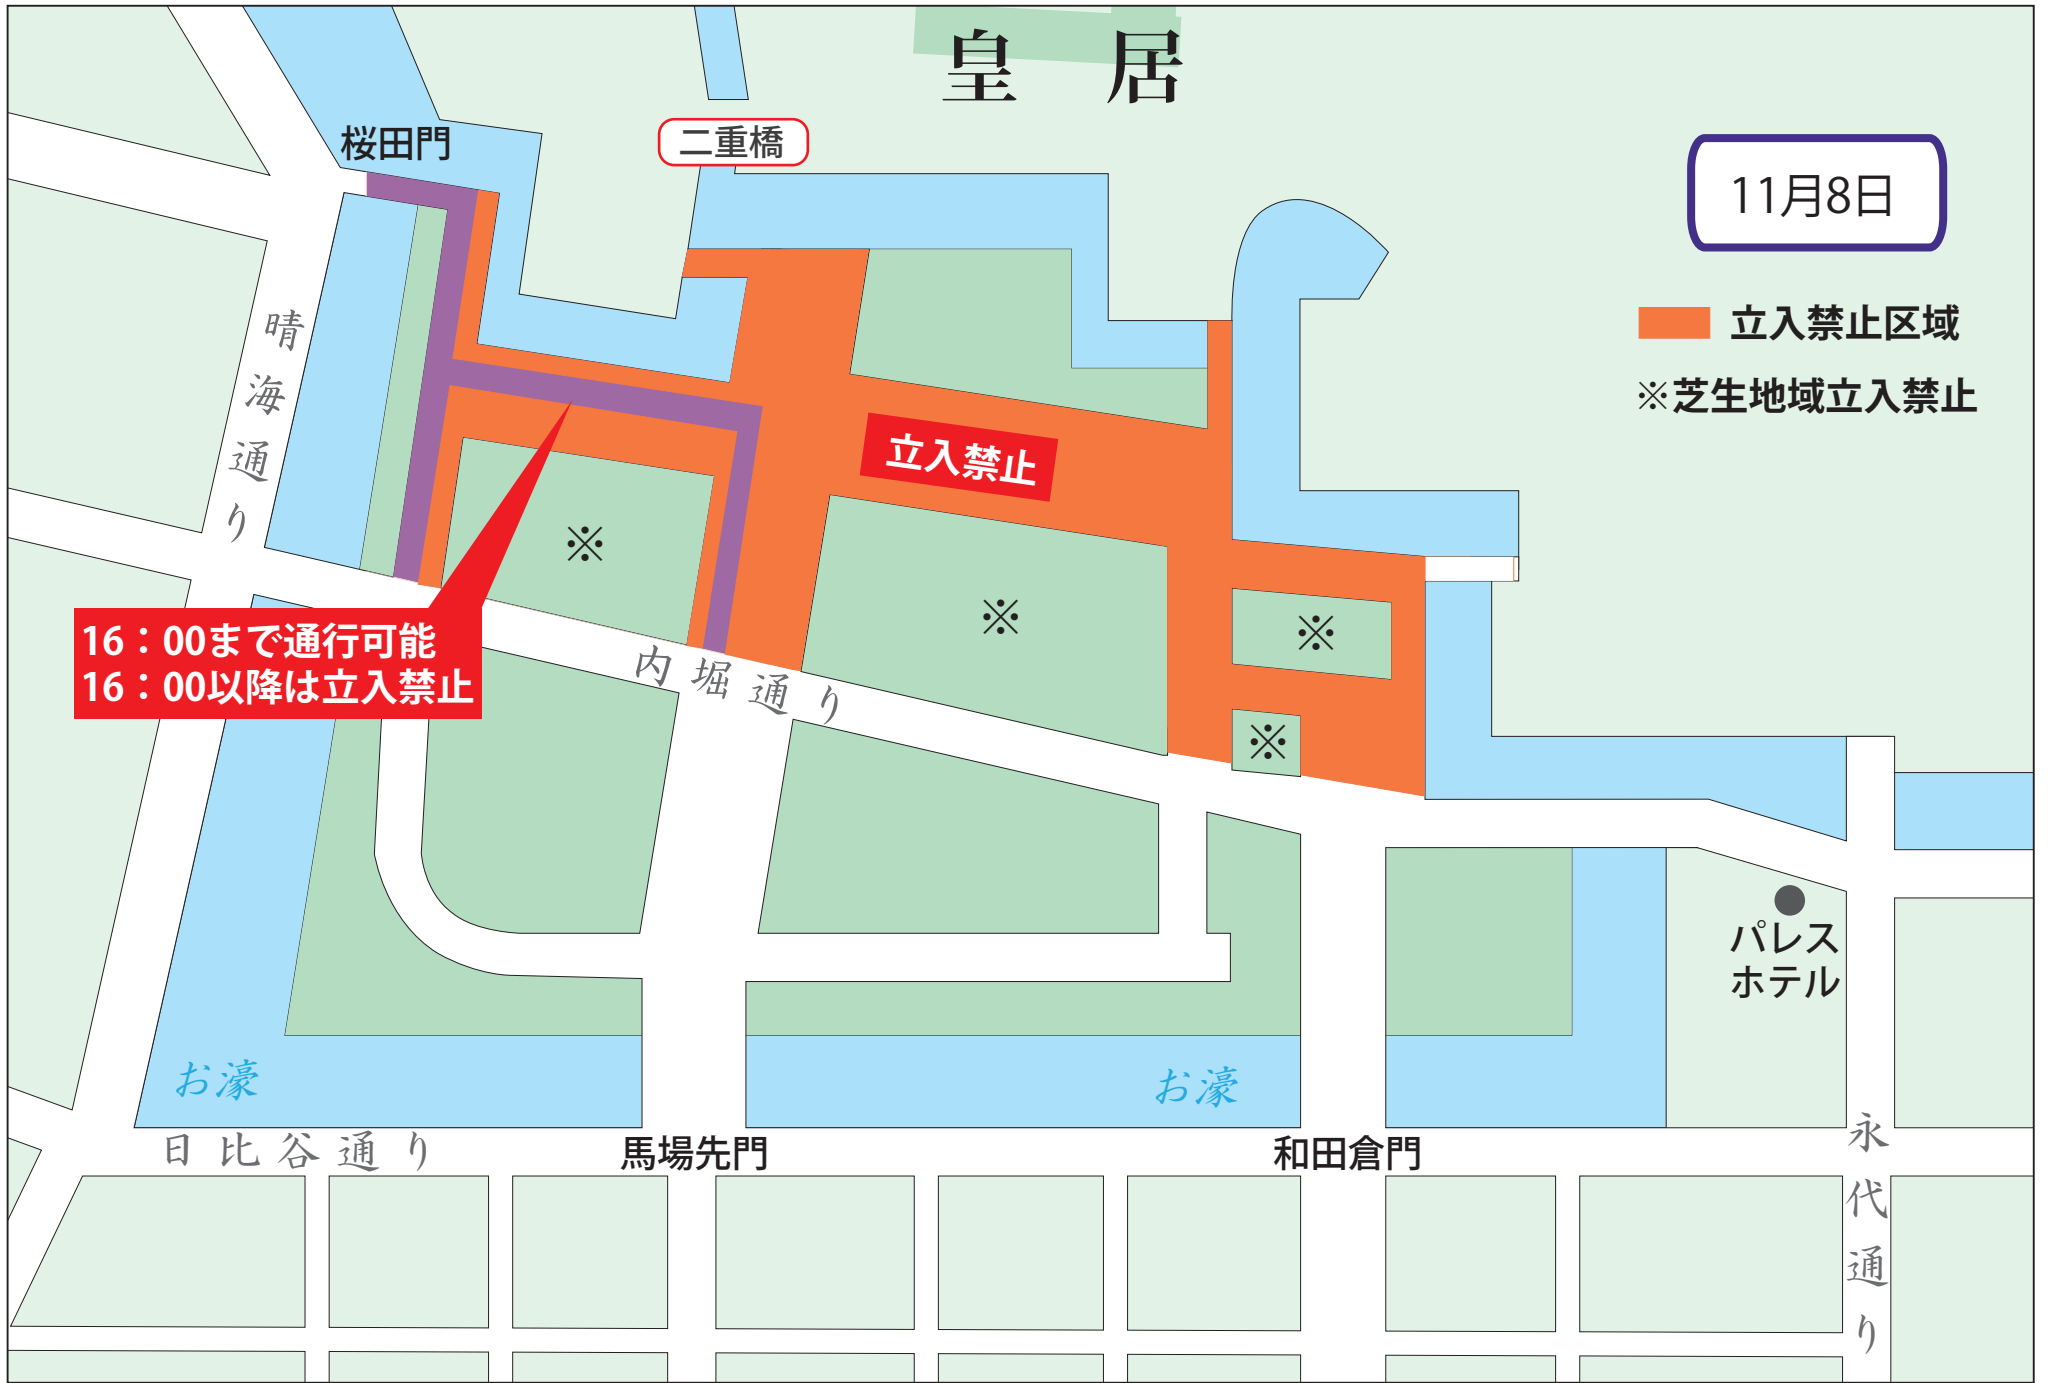 皇居
桜田門
二重橋
11月8日
立入禁止区域
※芝生地域立入禁止
晴海通り
立入禁止
※
※
※
※
16：00まで通行可能
16：00以降は立入禁止
内堀通り
パレス
ホテル
お濠
お濠
日比谷通り
馬場先門
和田倉門
永代通り